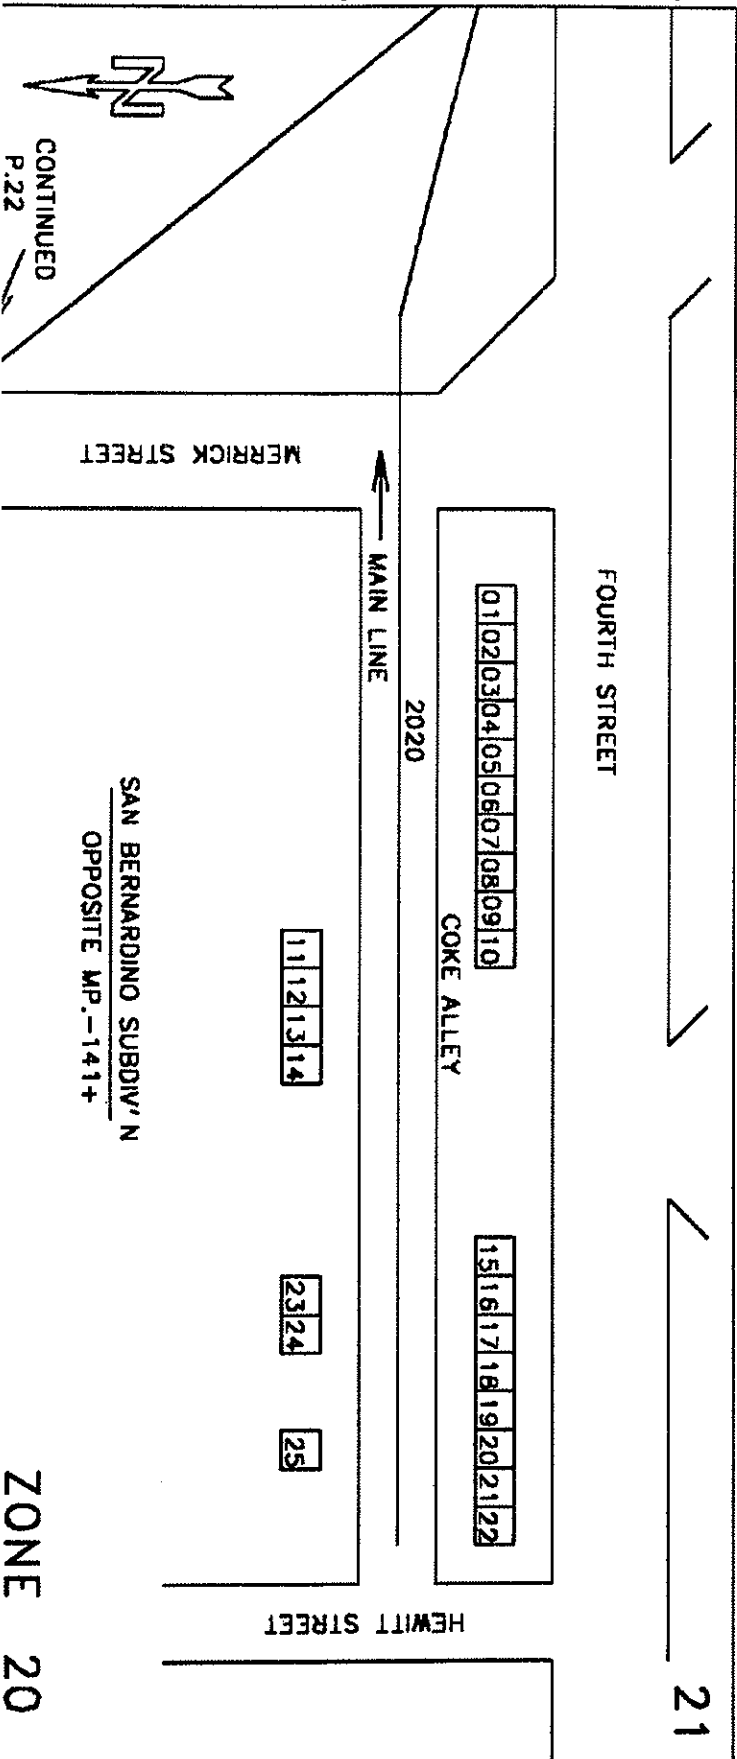 21
FOURTH STREET
01 02 03 04 05 06 07 08 09 10
15 16 17 18 19 20 21 22
COKE ALLEY
2020
MAIN LINE
MERRICK STREET
HEWITT STREET
11 12 13 14
23 24
25
SAN BERNARDINO SUBDIV'N
OPPOSITE MP.-141+
N
CONTINUED
P.22
ZONE 20